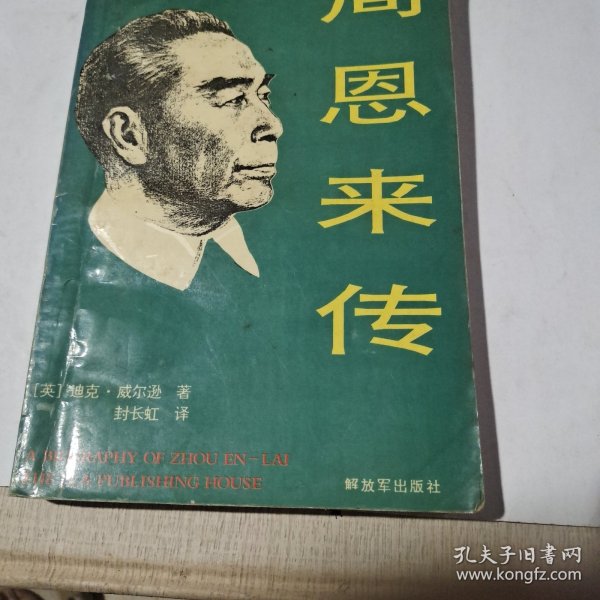 周恩来传
[英] 迪克·威尔逊 著
封长虹 译
A BIOGRAPHY OF ZHOU EN-LAI
PUBLISHING HOUSE
解放军出版社
孔夫子旧书网
www.kongfz.com